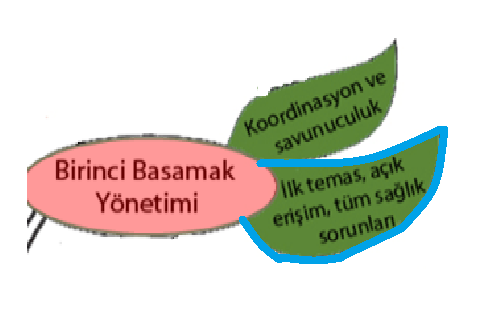 Koordinasyon ve
savunuculuk
Birinci Basamak
Yönetimi
İlk temas, açık
erişim, tüm sağlık
sorunları